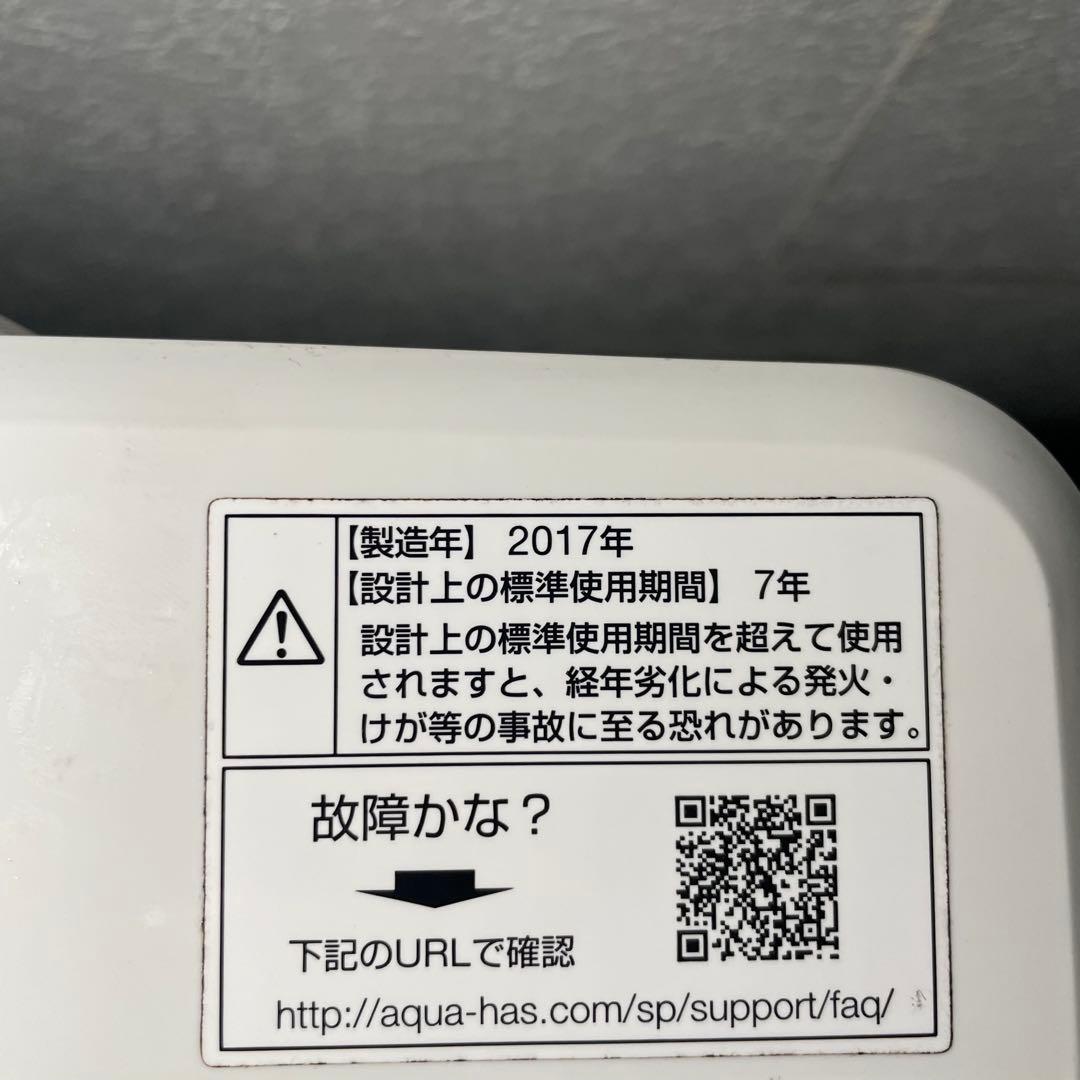 【製造年】 2017年
【設計上の標準使用期間】 7年
設計上の標準使用期間を超えて使用
されますと、経年劣化による発火・
けが等の事故に至る恐れがあります。
故障かな？
下記のURLで確認
http://aqua-has.com/sp/support/faq/